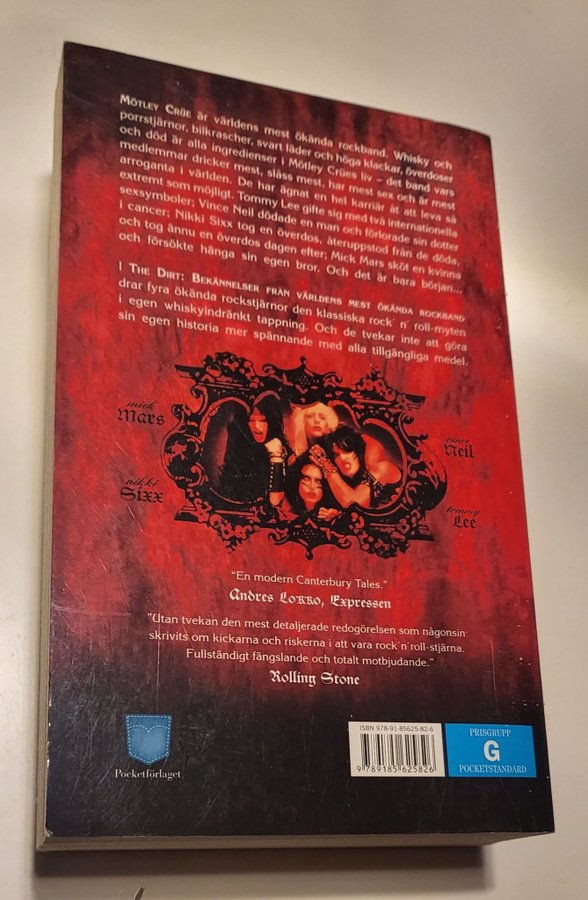 MÖTLEY CRÜE är världens mest ökända rockband. Whisky och
porrstjärnor, bilkrascher, svart läder och höga klackar, överdoser
och död är alla ingredienser i Mötley Crües liv – det band vars
medlemmar dricker mest, slåss mest, har mest sex och är mest
arroganta i världen. De har ägnat en hel karriär åt att leva så
extremt som möjligt. Tommy Lee gifte sig med två internationella
sexsymboler; Vince Neil dödade en man och förlorade sin dotter
i cancer; Nikki Sixx tog en överdos, återuppstod från de döda,
och tog ännu en överdos dagen efter; Mick Mars sköt en kvinna
och försökte hänga sin egen bror. Och det är bara början...
I THE DIRT: BEKÄNNELSER FRÅN VÄRLDENS MEST ÖKÄNDA ROCKBAND
drar fyra ökända rockstjärnor den klassiska rock´n´roll-myten
i egen whiskyindränkt tappning. Och de tvekar inte att göra
sin egen historia mer spännande med alla tillgängliga medel.
mick
Mars
vince
Neil
nikki
Sixx
tommy
Lee
"En modern Canterbury Tales."
Andres Lokko, Expressen
"Utan tvekan den mest detaljerade redogörelsen som någonsin
skrivits om kickarna och riskerna i att vara rock´n´roll-stjärna.
Fullständigt fängslande och totalt motbjudande."
Rolling Stone
Pocketförlaget
ISBN 978-91-85625-82-6
9 789185 625826
PRISGRUPP
G
POCKETSTANDARD